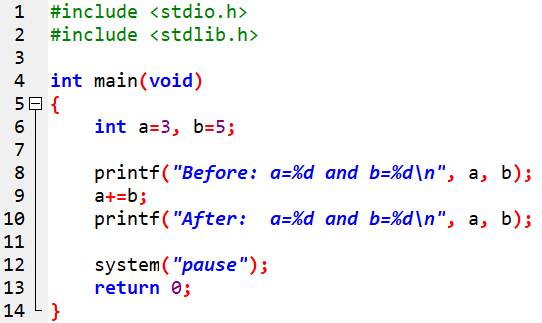 1 #include <stdio.h>
2 #include <stdlib.h>
3
4 int main(void)
5 {
6     int a=3, b=5;
7
8     printf("Before: a=%d and b=%d\n", a, b);
9     a+=b;
10     printf("After:  a=%d and b=%d\n", a, b);
11
12     system("pause");
13     return 0;
14 }